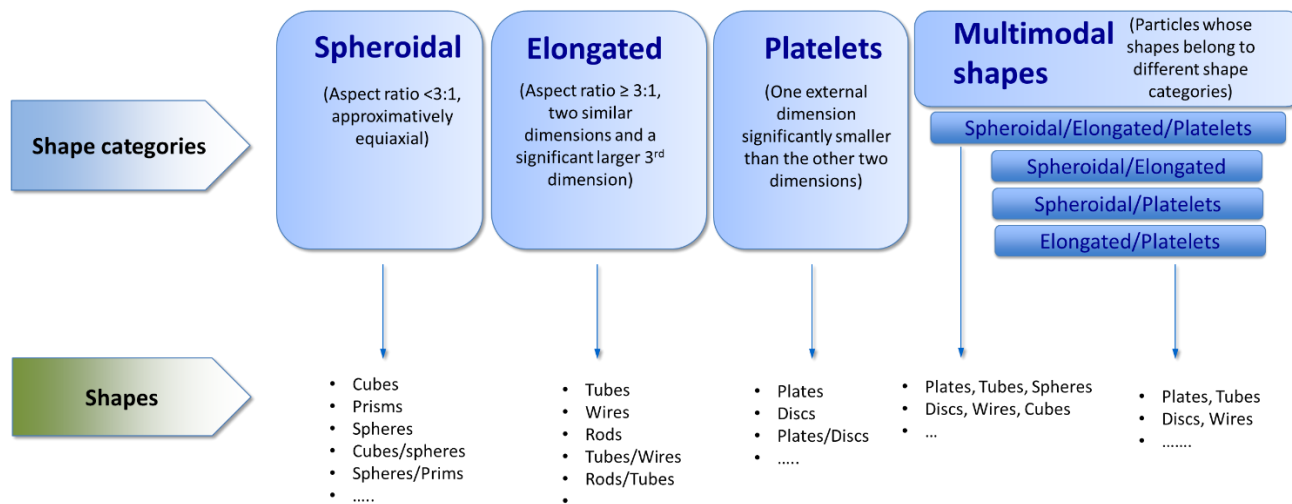 Shape categories
Spheroidal
(Aspect ratio <3:1,
approximatively
equiaxial)
Elongated
(Aspect ratio ≥ 3:1,
two similar
dimensions and a
significant larger 3rd
dimension)
Platelets
(One external
dimension
significantly smaller
than the other two
dimensions)
Multimodal
shapes
(Particles whose
shapes belong to
different shape
categories)
Spheroidal/Elongated/Platelets
Spheroidal/Elongated
Spheroidal/Platelets
Elongated/Platelets
Shapes
• Cubes
• Prisms
• Spheres
• Cubes/spheres
• Spheres/Prims
• …..
• Tubes
• Wires
• Rods
• Tubes/Wires
• Rods/Tubes
•
• Plates
• Discs
• Plates/Discs
• …..
• Plates, Tubes, Spheres
• Discs, Wires, Cubes
• …
• Plates, Tubes
• Discs, Wires
• …….